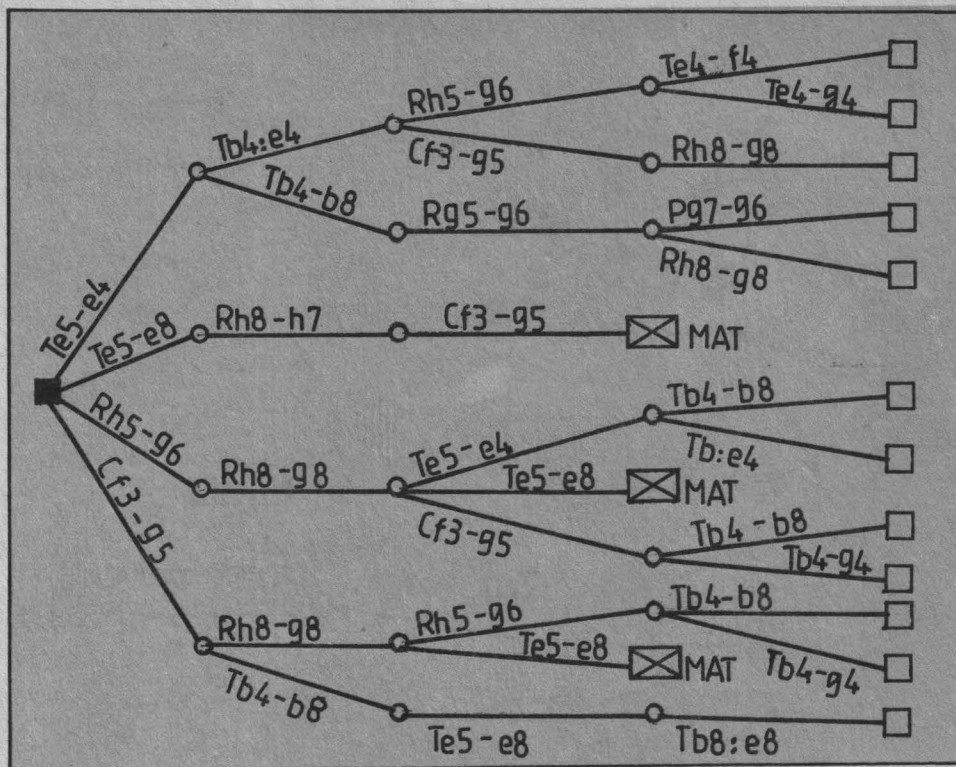 Te4-f4
Rh5-g6
Te4-g4
Tb4:e4
Cf3-g5
Rh8-g8
Tb4-b8
Rg5-g6
Pg7-g6
Rh8-g8
Te5-e4
Te5-e8
Rh8-h7
Cf3-g5
MAT
Rh5-g6
Tb4-b8
Te5-e4
Tb:e4
Rh8-g8
Te5-e8
MAT
Cf3-g5
Cf3-g5
Tb4-b8
Tb4-g4
Rh8-g8
Rh5-g6
Tb4-b8
Te5-e8
MAT
Tb4-g4
Tb4-b8
Te5-e8
Tb8:e8